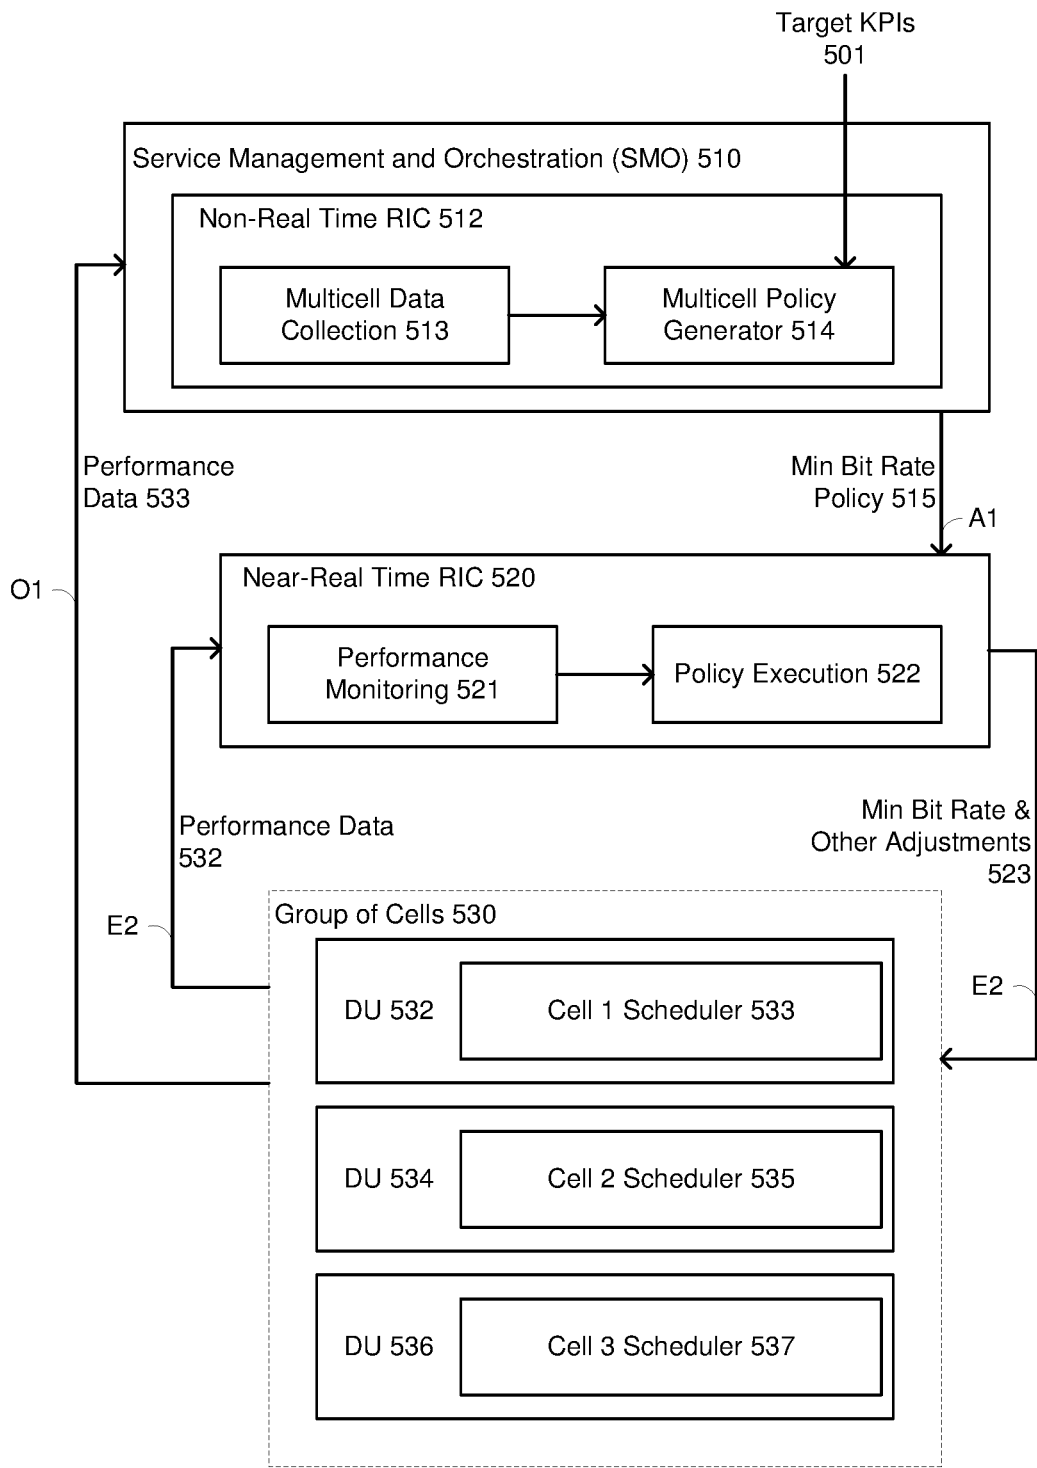 Target KPIs
501
Service Management and Orchestration (SMO) 510
Non-Real Time RIC 512
Multicell Data
Collection 513
Multicell Policy
Generator 514
Performance
Data 533
Min Bit Rate
Policy 515
A1
O1
Near-Real Time RIC 520
Performance
Monitoring 521
Policy Execution 522
Performance Data
532
Min Bit Rate &
Other Adjustments
523
E2
Group of Cells 530
E2
DU 532
Cell 1 Scheduler 533
DU 534
Cell 2 Scheduler 535
DU 536
Cell 3 Scheduler 537